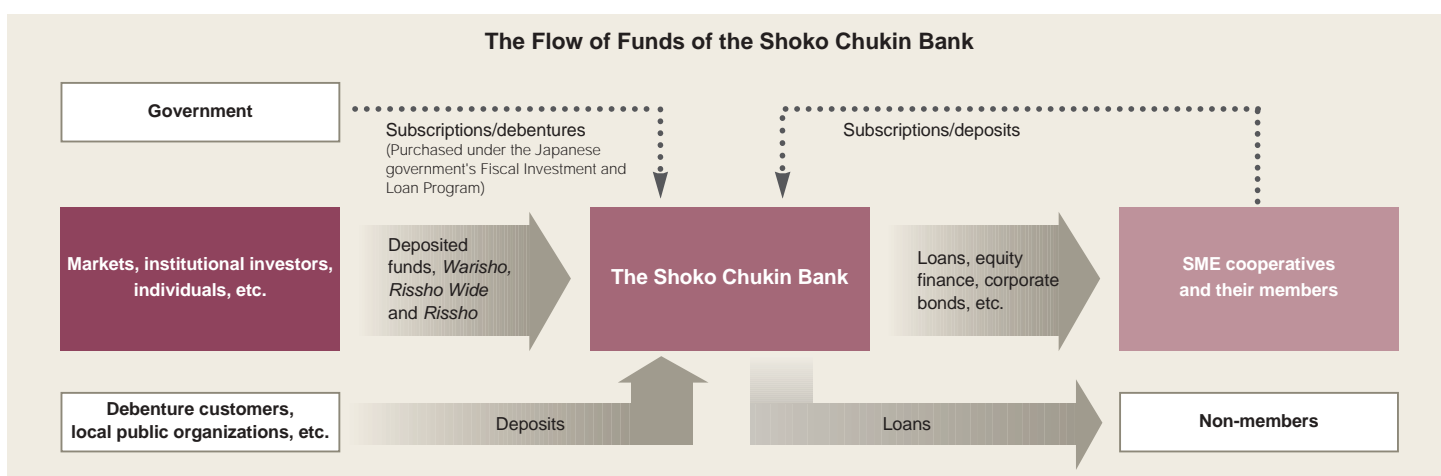 The Flow of Funds of the Shoko Chukin Bank
Government
Subscriptions/debentures
(Purchased under the Japanese
government's Fiscal Investment and
Loan Program)
Subscriptions/deposits
Markets, institutional investors,
individuals, etc.
Deposited
funds, Warisho,
Rissho Wide
and Rissho
The Shoko Chukin Bank
Loans, equity
finance, corporate
bonds, etc.
SME cooperatives
and their members
Debenture customers,
local public organizations, etc.
Deposits
Loans
Non-members